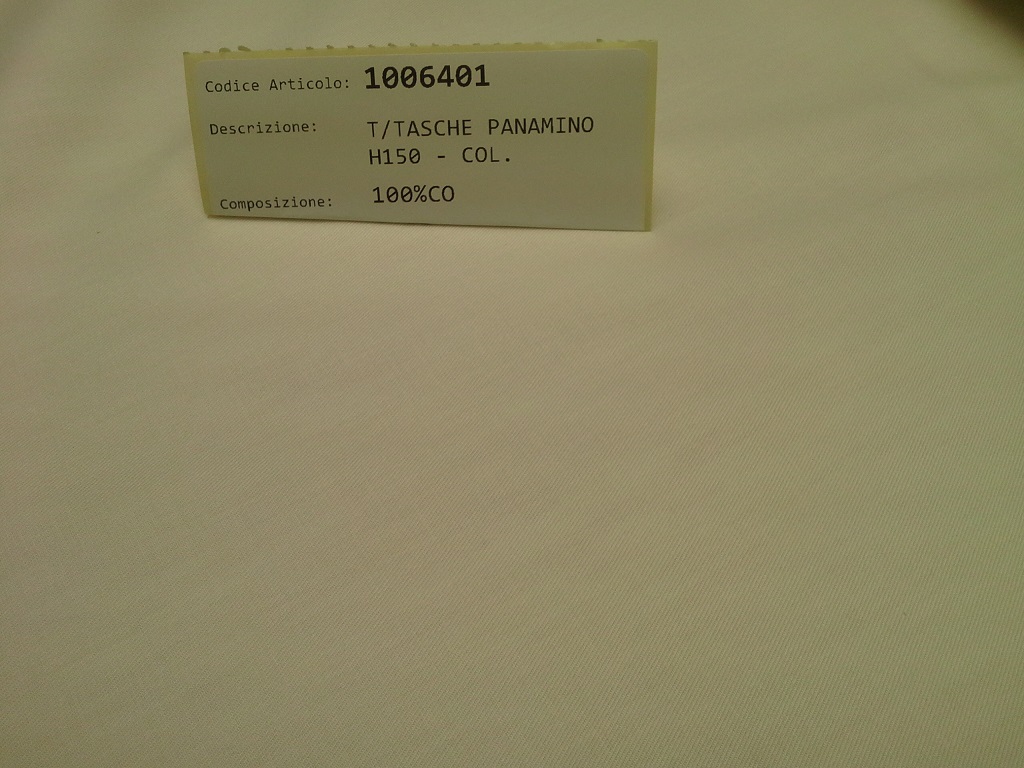 Codice Articolo: 1006401
Descrizione: T/TASCHE PANAMINO
H150 - COL.
Composizione: 100%CO